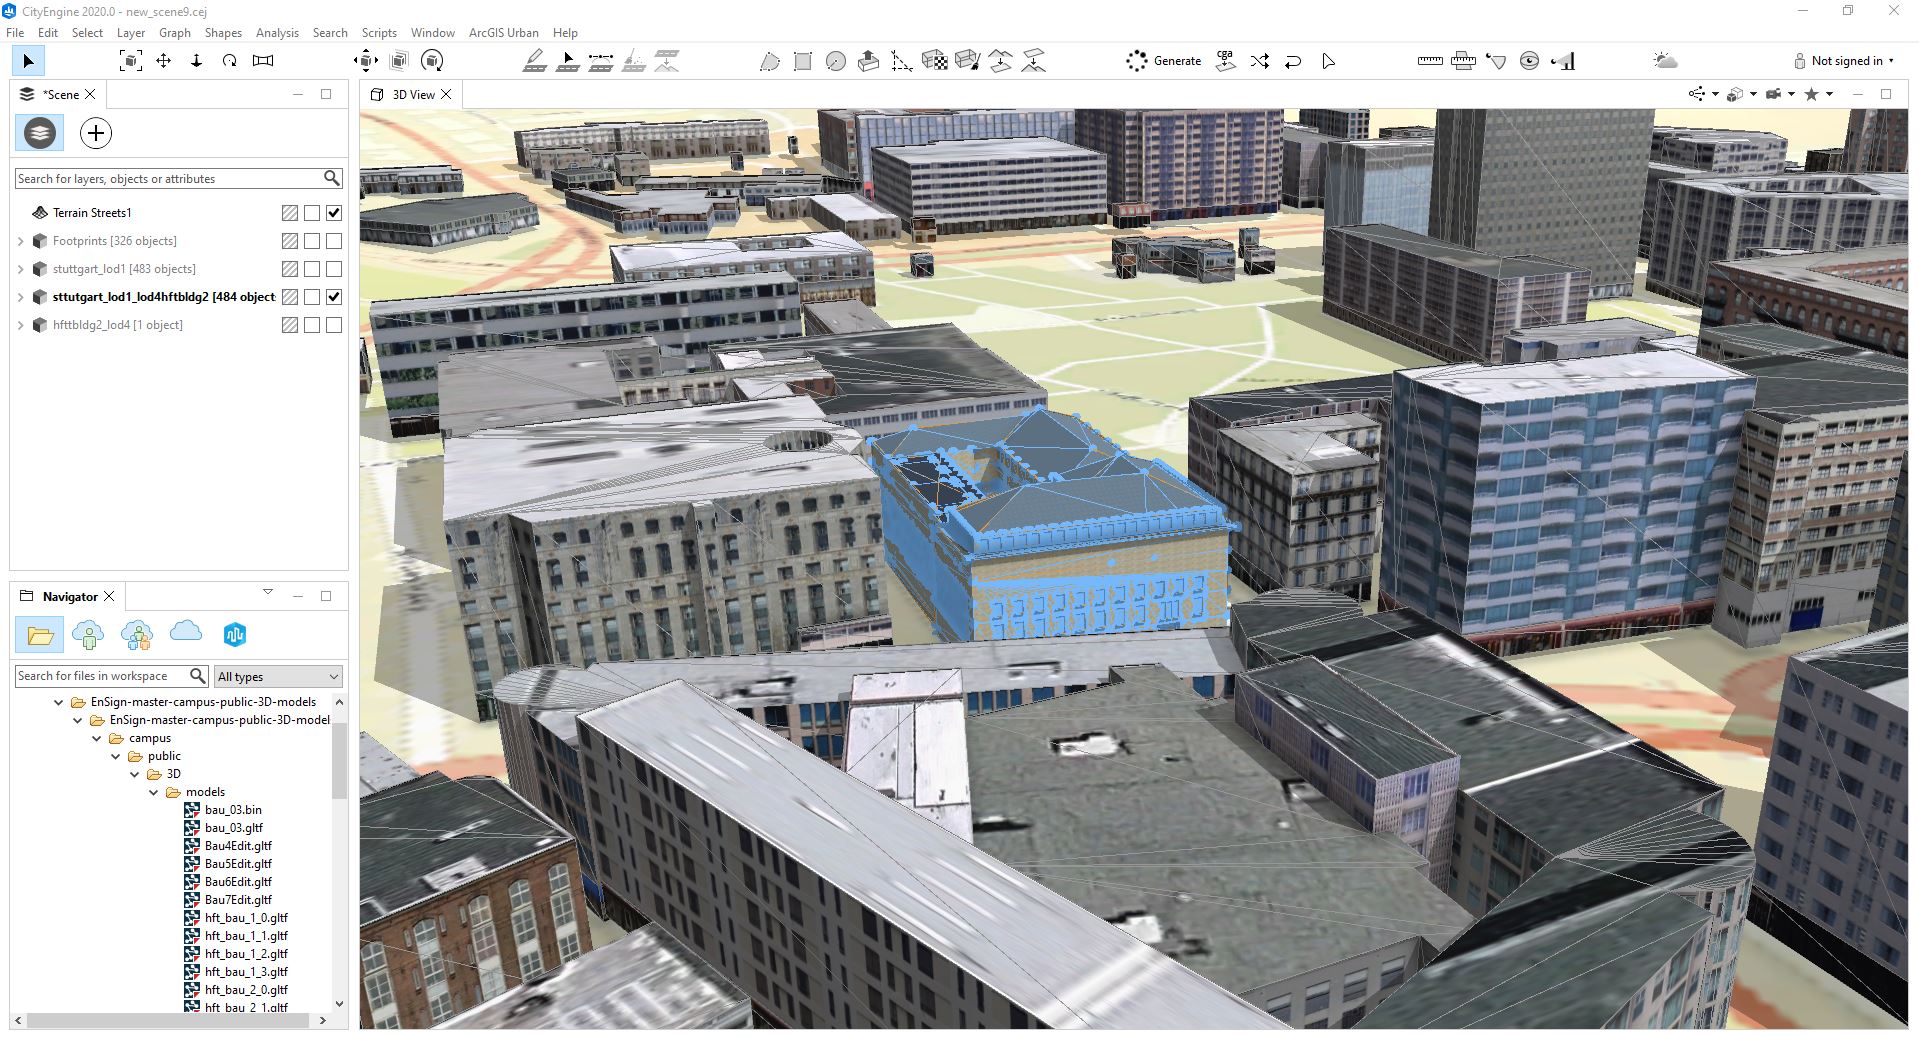 CityEngine 2020.0 - new_scene9.cej
File Edit Select Layer Graph Shapes Analysis Search Scripts Window ArcGIS Urban Help
Generate cga Not signed in
*Scene
3D View
Search for layers, objects or attributes
Terrain Streets1
Footprints [326 objects]
stuttgart_lod1 [483 objects]
sttutgart_lod1_lod4hftbldg2 [484 object:
hfttbldg2_lod4 [1 object]
Navigator
Search for files in workspace All types
EnSign-master-campus-public-3D-models
EnSign-master-campus-public-3D-model
campus
public
3D
models
bau_03.bin
bau_03.gltf
Bau4Edit.gltf
Bau5Edit.gltf
Bau6Edit.gltf
Bau7Edit.gltf
hft_bau_1_0.gltf
hft_bau_1_1.gltf
hft_bau_1_2.gltf
hft_bau_1_3.gltf
hft_bau_2_0.gltf
hft_bau_2_1.gltf